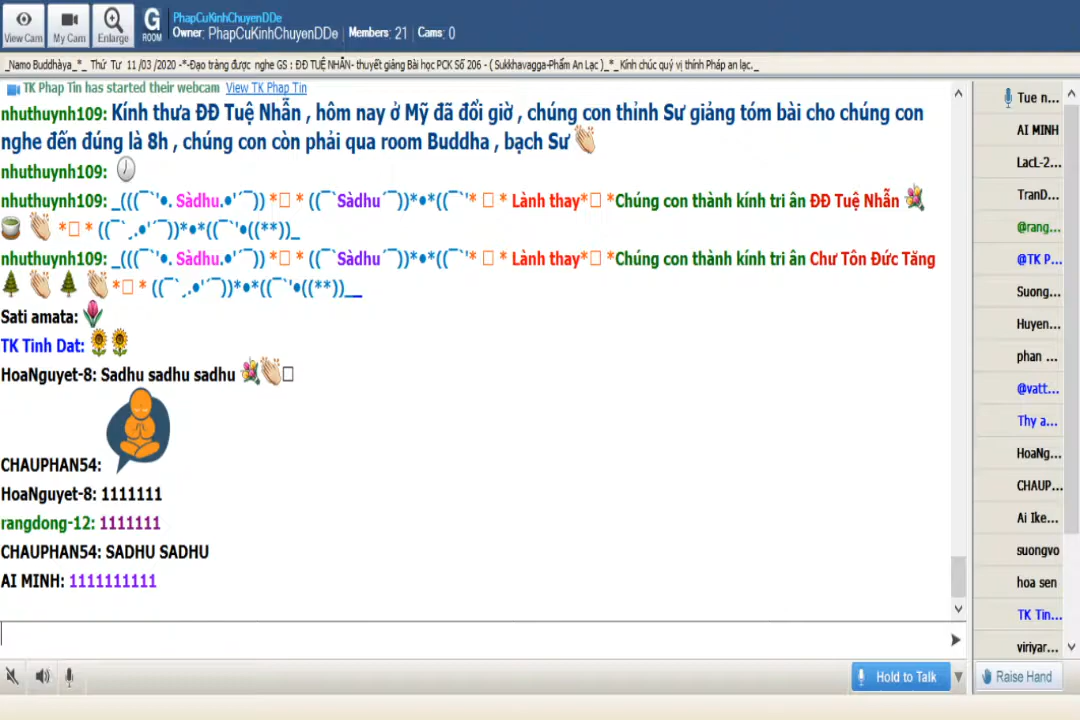 View Cam
My Cam
Enlarge
G ROOM
PhapCuKinhChuyenDDe
Owner: PhapCuKinhChuyenDDe Members: 21 Cams: 0
_Namo Buddhàya_*_ Thứ Tư 11 /03 /2020 -*-Đạo tràng được nghe GS : ĐĐ TUỆ NHẪN- thuyết giảng Bài học PCK Số 206 - ( Sukkhavagga-Phẩm An Lạc )_*_ Kính chúc quý vị thính Pháp an lạc._
TK Phap Tin has started their webcam View TK Phap Tin
nhuthuynh109: Kính thưa ĐĐ Tuệ Nhẫn , hôm nay ở Mỹ đã đổi giờ , chúng con thỉnh Sư giảng tóm bài cho chúng con
nghe đến đúng là 8h , chúng con còn phải qua room Buddha , bạch Sư
nhuthuynh109:
nhuthuynh109: _(((¯`'•. Sàdhu.•'´¯)) *□ * ((¯`Sàdhu´¯))*•*((¯`'* □ * Lành thay*□ *Chúng con thành kính tri ân ĐĐ Tuệ Nhẫn
*□ * ((¯`¸.•'´¯))*•*((¯`'•((**))_
nhuthuynh109: _(((¯`'•. Sàdhu.•'´¯)) *□ * ((¯`Sàdhu´¯))*•*((¯`'* □ * Lành thay*□ *Chúng con thành kính tri ân Chư Tôn Đức Tăng
*□ * ((¯`¸.•'´¯))*•*((¯`'•((**))__
Sati amata:
TK Tinh Dat:
HoaNguyet-8: Sadhu sadhu sadhu □
CHAUPHAN54:
HoaNguyet-8: 1111111
rangdong-12: 1111111
CHAUPHAN54: SADHU SADHU
AI MINH: 1111111111
Hold to Talk
Tue n...
AI MINH
LacL-2...
TranD...
@rang...
@TK P...
Suong...
Huyen...
phan ...
@vatt...
Thy a...
HoaNg...
CHAUP...
Ai Ike...
suongvo
hoa sen
TK Tin...
viriyar...
Raise Hand